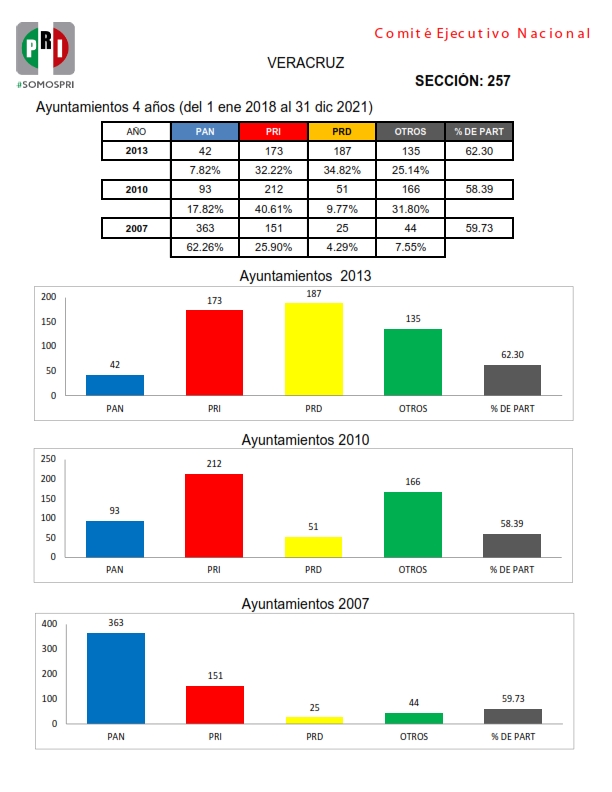 Comité Ejecutivo Nacional
PRI
#SOMOSPRI
VERACRUZ
SECCIÓN: 257
Ayuntamientos 4 años (del 1 ene 2018 al 31 dic 2021)
AÑO PAN PRI PRD OTROS % DE PART
2013 42 173 187 135 62.30
7.82% 32.22% 34.82% 25.14%
2010 93 212 51 166 58.39
17.82% 40.61% 9.77% 31.80%
2007 363 151 25 44 59.73
62.26% 25.90% 4.29% 7.55%
Ayuntamientos 2013
200
150
100
50
0
42
173
187
135
62.30
PAN PRI PRD OTROS % DE PART
Ayuntamientos 2010
250
200
150
100
50
0
93
212
51
166
58.39
PAN PRI PRD OTROS % DE PART
Ayuntamientos 2007
400
300
200
100
0
363
151
25
44
59.73
PAN PRI PRD OTROS % DE PART